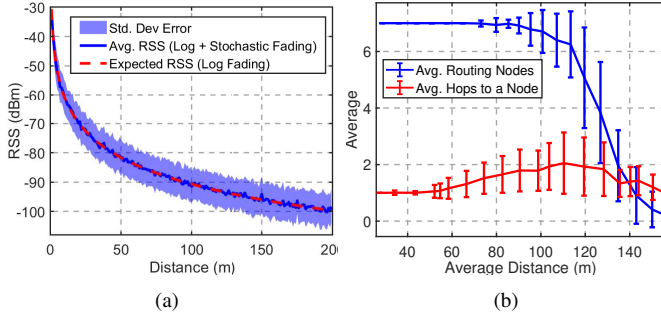 -30
-40
-50
-60
-70
-80
-90
-100
RSS (dBm)
Std. Dev Error
Avg. RSS (Log + Stochastic Fading)
Expected RSS (Log Fading)
0 50 100 150 200
Distance (m)
(a)
6
4
2
0
Average
Avg. Routing Nodes
Avg. Hops to a Node
40 60 80 100 120 140
Average Distance (m)
(b)